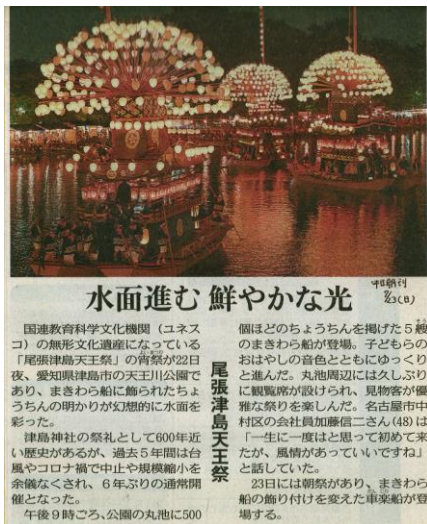 中日朝刊
7/23(日)
水面進む 鮮やかな光
尾張津島天王祭
国連教育科学文化機関（ユネス
コ）の無形文化遺産になっている
「尾張津島天王祭」の宵祭が22日
夜、愛知県津島市の天王川公園で
あり、まきわら船に飾られたちょ
うちんの明かりが幻想的に水面を
彩った。
津島神社の祭礼として600年近
い歴史があるが、過去５年間は台
風やコロナ禍で中止や規模縮小を
余儀なくされ、６年ぶりの通常開
催となった。
午後９時ごろ、公園の丸池に500
個ほどのちょうちんを掲げた５艘
のまきわら船が登場。子どもらの
おはやしの音色とともにゆっくり
と進んだ。丸池周辺には久しぶり
に観覧席が設けられ、見物客が優
雅な祭りを楽しんだ。名古屋市中
村区の会社員加藤信二さん(48)は
「一生に一度はと思って初めて来
たが、風情があっていいですね」
と話していた。
23日には朝祭があり、まきわら
船の飾り付けを変えた車楽船が登
場する。